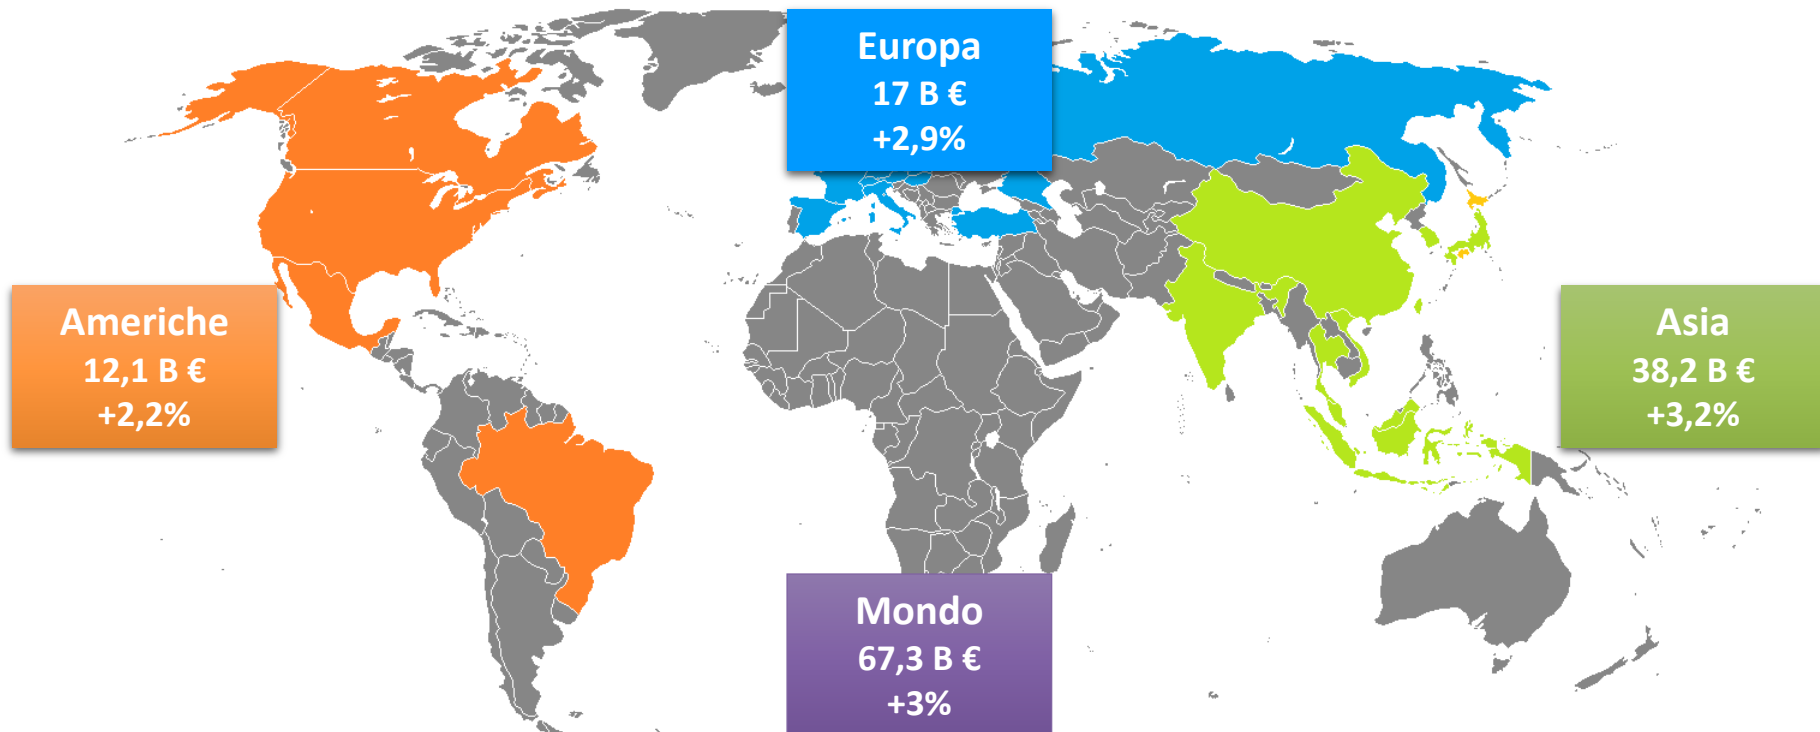 Europa
17 B €
+2,9%
Americhe
12,1 B €
+2,2%
Asia
38,2 B €
+3,2%
Mondo
67,3 B €
+3%